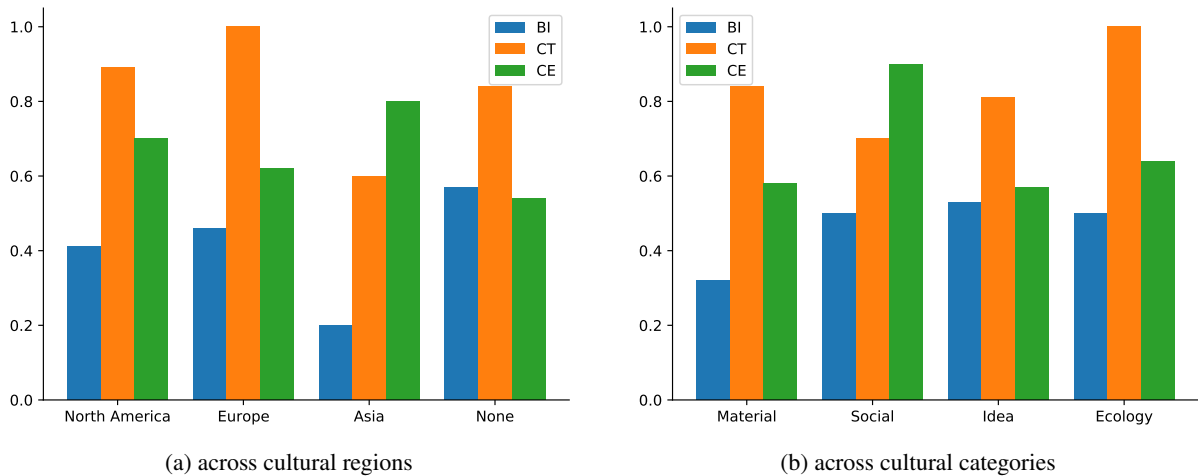 1.0
0.8
0.6
0.4
0.2
0.0
BI
CT
CE
North America Europe Asia None
(a) across cultural regions
1.0
0.8
0.6
0.4
0.2
0.0
BI
CT
CE
Material Social Idea Ecology
(b) across cultural categories